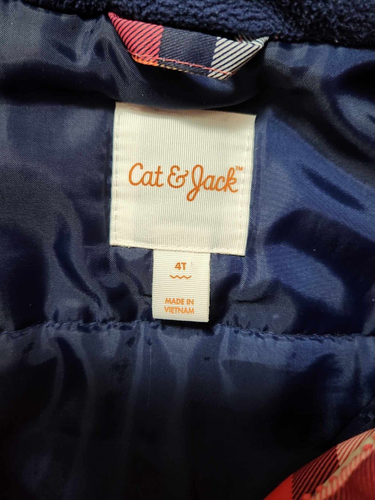 Cat & Jack™
4T
MADE IN
VIETNAM